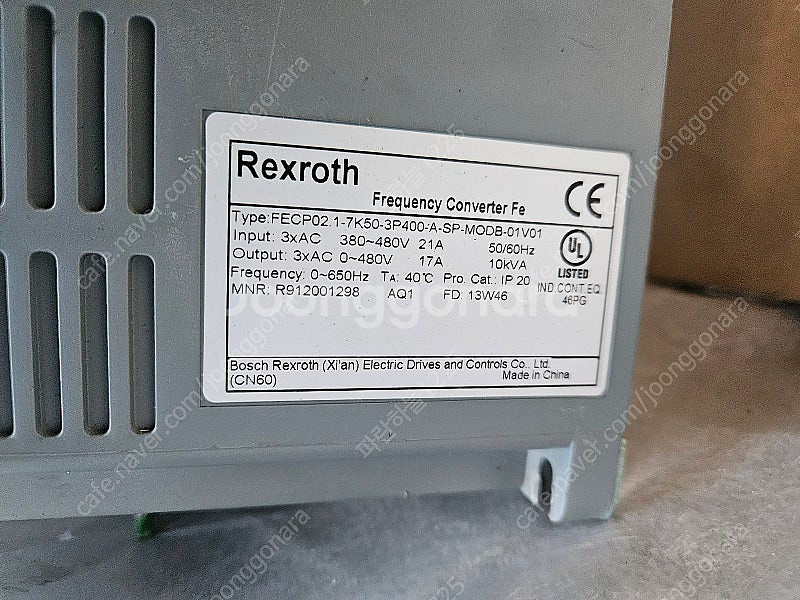 Rexroth
Frequency Converter Fe
Type:FECP02.1-7K50-3P400-A-SP-MODB-01V01
Input: 3xAC 380~480V 21A 50/60Hz
Output: 3xAC 0~480V 17A 10kVA
Frequency: 0~650Hz TA: 40℃ Pro. Cat.: IP 20
MNR: R912001298 AQ1 FD: 13W46
CE
UL
LISTED
IND.CONT.EQ.
46PG
Bosch Rexroth (Xi'an) Electric Drives and Controls Co., Ltd.
(CN60) Made in China
joonggonara
cafe.naver.com/joonggonara